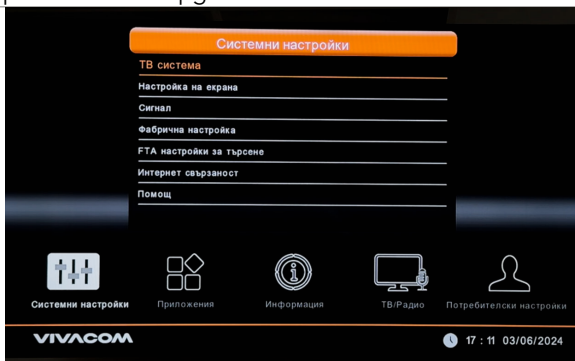 Системни настройки
ТВ система
Настройка на екрана
Сигнал
Фабрична настройка
FTA настройки за търсене
Интернет свързаност
Помощ
Системни настройки
Приложения
Информация
ТВ/Радио
Потребителски настройки
VIVACOM
17 : 11 03/06/2024